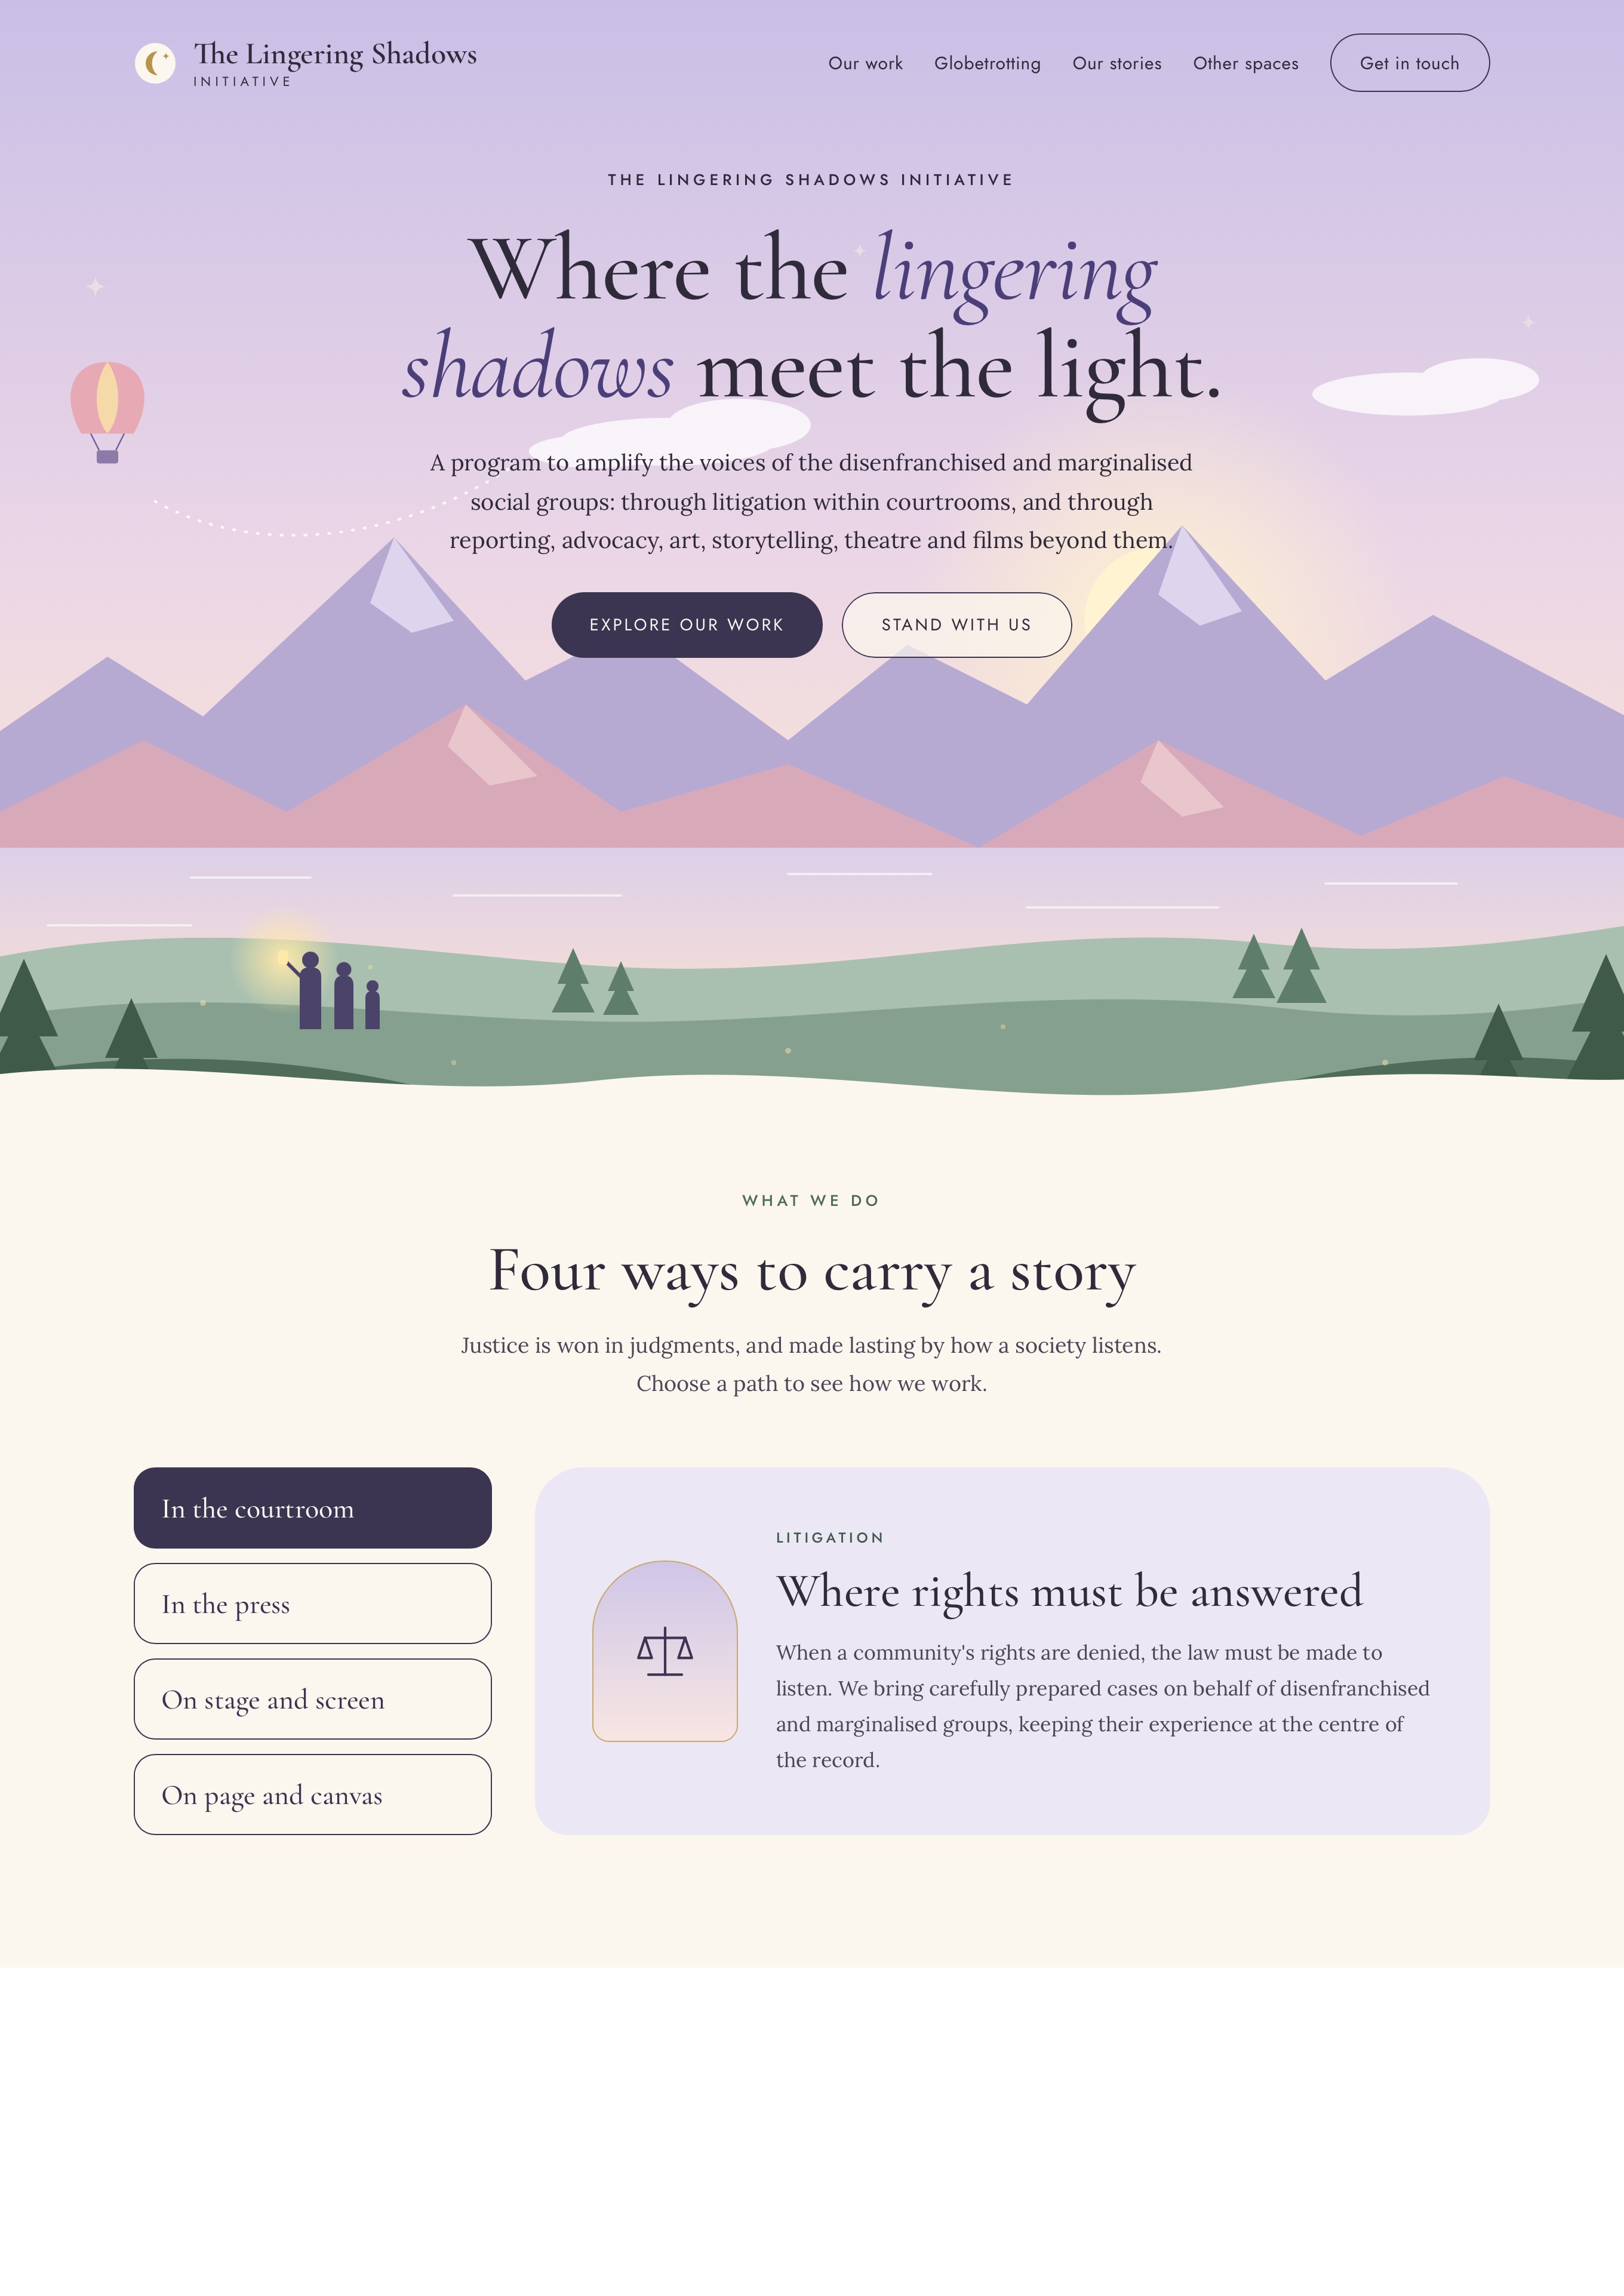 The Lingering Shadows
INITIATIVE
Our work
Globetrotting
Our stories
Other spaces
Get in touch
THE LINGERING SHADOWS INITIATIVE
Where the lingering
shadows meet the light.
A program to amplify the voices of the disenfranchised and marginalised
social groups: through litigation within courtrooms, and through
reporting, advocacy, art, storytelling, theatre and films beyond them.
EXPLORE OUR WORK
STAND WITH US
WHAT WE DO
Four ways to carry a story
Justice is won in judgments, and made lasting by how a society listens.
Choose a path to see how we work.
In the courtroom
In the press
On stage and screen
On page and canvas
LITIGATION
Where rights must be answered
When a community's rights are denied, the law must be made to
listen. We bring carefully prepared cases on behalf of disenfranchised
and marginalised groups, keeping their experience at the centre of
the record.